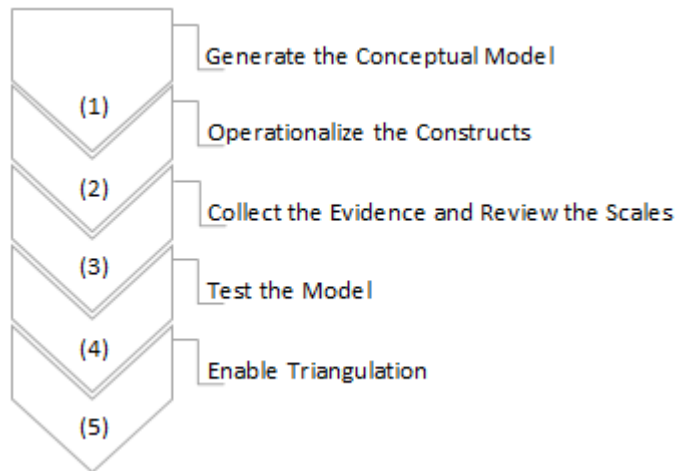 Generate the Conceptual Model
(1)
Operationalize the Constructs
(2)
Collect the Evidence and Review the Scales
(3)
Test the Model
(4)
Enable Triangulation
(5)